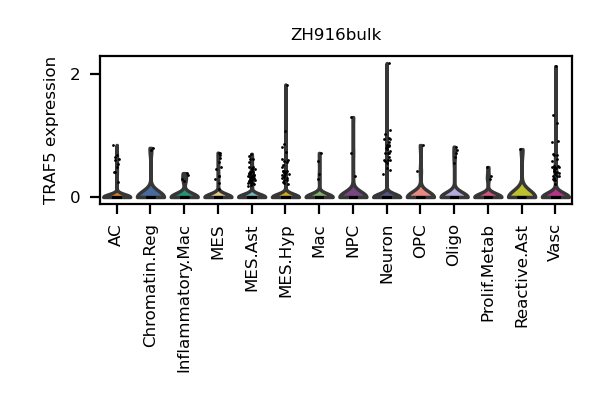 ZH916bulk
TRAF5 expression
2
0
AC
Chromatin.Reg
Inflammatory.Mac
MES
MES.Ast
MES.Hyp
Mac
NPC
Neuron
OPC
Oligo
Prolif.Metab
Reactive.Ast
Vasc